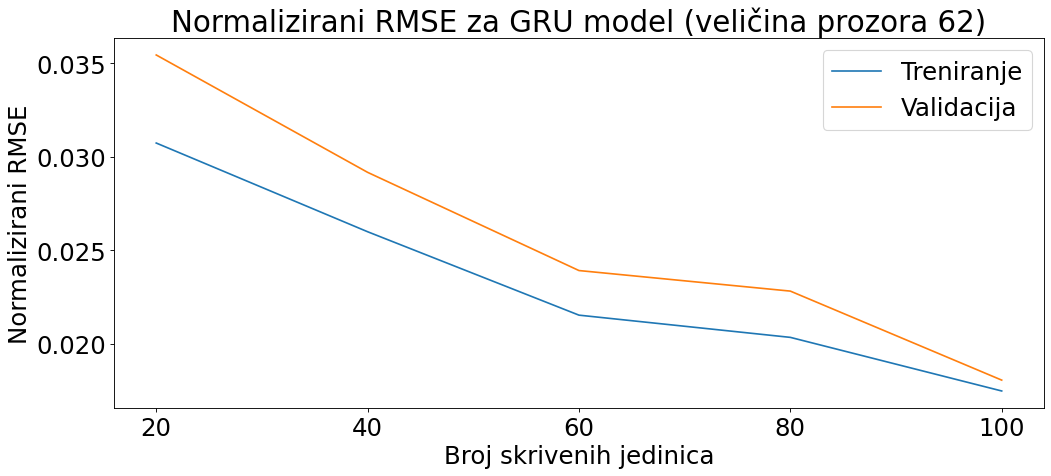 Normalizirani RMSE za GRU model (veličina prozora 62)
Treniranje
Validacija
Normalizirani RMSE
0.035
0.030
0.025
0.020
20 40 60 80 100
Broj skrivenih jedinica